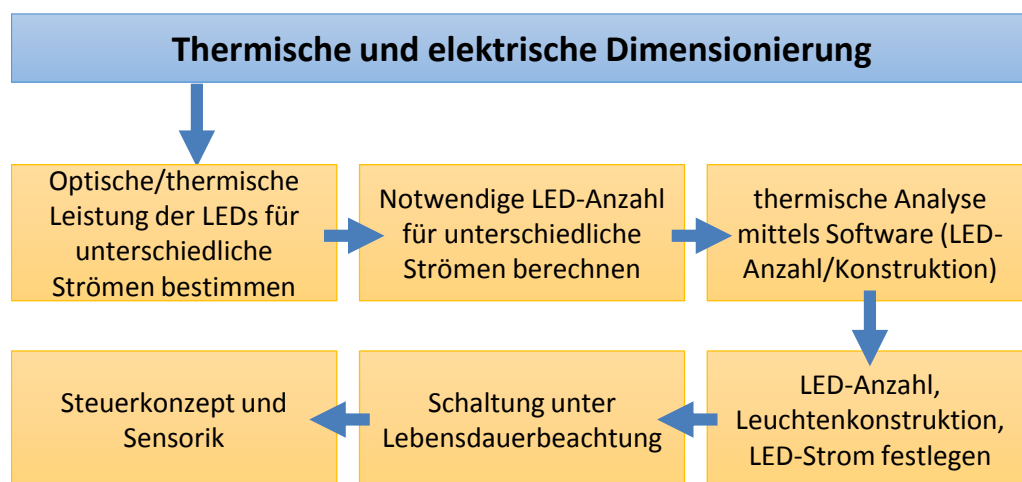 Thermische und elektrische Dimensionierung
Optische/thermische
Leistung der LEDs für
unterschiedliche
Strömen bestimmen
Notwendige LED-Anzahl
für unterschiedliche
Strömen berechnen
thermische Analyse
mittels Software (LED-
Anzahl/Konstruktion)
LED-Anzahl,
Leuchtenkonstruktion,
LED-Strom festlegen
Schaltung unter
Lebensdauerbeachtung
Steuerkonzept und
Sensorik